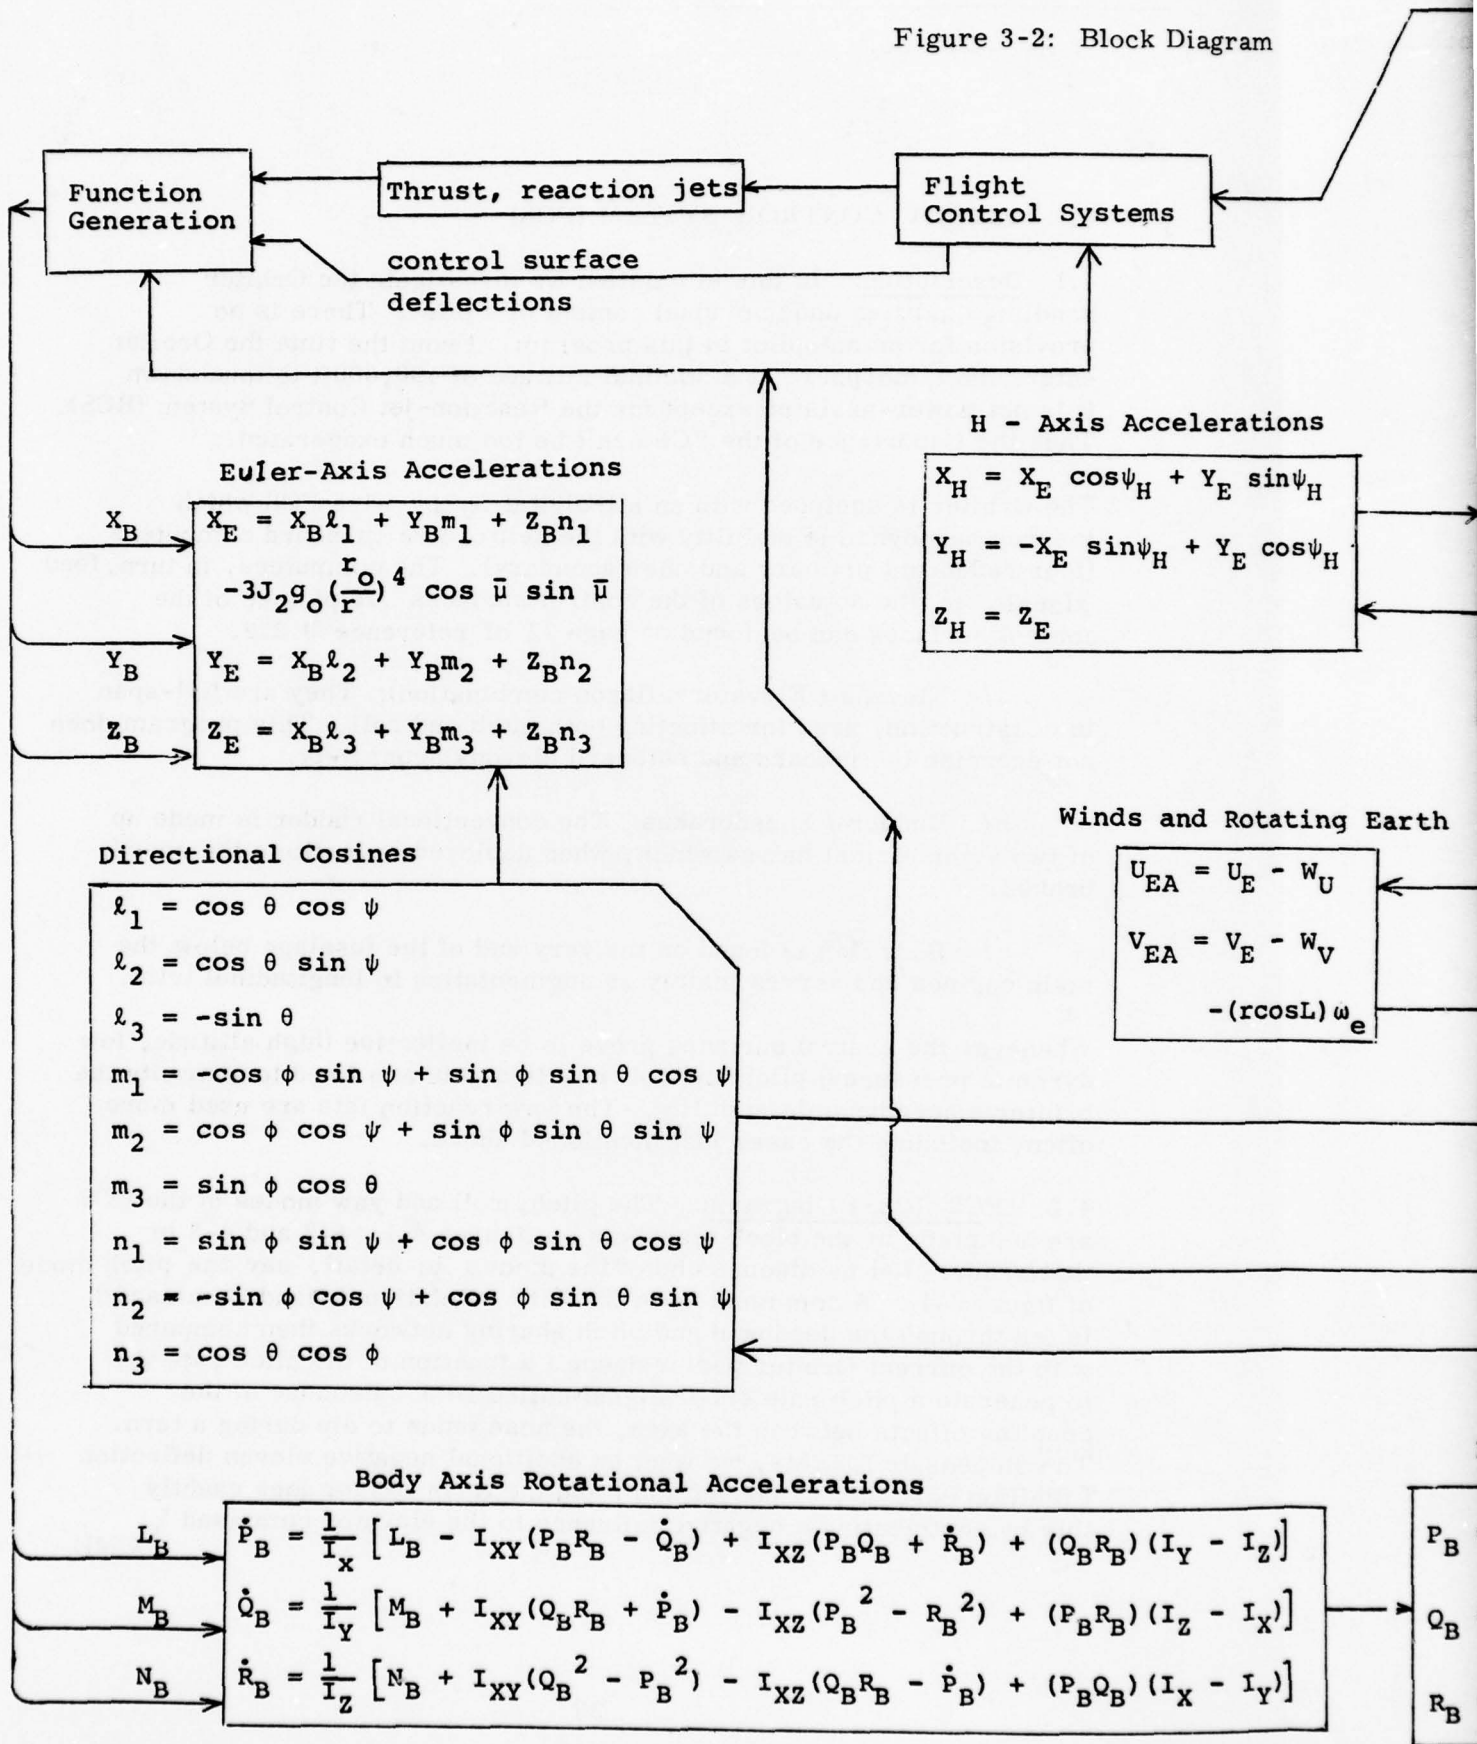 Figure 3-2: Block Diagram
Function
Generation
Thrust, reaction jets
Flight
Control Systems
control surface
deflections
H - Axis Accelerations
X_H = X_E cosψ_H + Y_E sinψ_H
Y_H = -X_E sinψ_H + Y_E cosψ_H
Z_H = Z_E
Euler-Axis Accelerations
X_B
X_E = X_Bℓ_1 + Y_Bm_1 + Z_Bn_1
-3J_2g_o(r_o/r)^4 cos μ̄ sin μ̄
Y_B
Y_E = X_Bℓ_2 + Y_Bm_2 + Z_Bn_2
Z_B
Z_E = X_Bℓ_3 + Y_Bm_3 + Z_Bn_3
Winds and Rotating Earth
U_EA = U_E - W_U
V_EA = V_E - W_V
-(rcosL)ω_e
Directional Cosines
ℓ_1 = cos θ cos ψ
ℓ_2 = cos θ sin ψ
ℓ_3 = -sin θ
m_1 = -cos ϕ sin ψ + sin ϕ sin θ cos ψ
m_2 = cos ϕ cos ψ + sin ϕ sin θ sin ψ
m_3 = sin ϕ cos θ
n_1 = sin ϕ sin ψ + cos ϕ sin θ cos ψ
n_2 = -sin ϕ cos ψ + cos ϕ sin θ sin ψ
n_3 = cos θ cos ϕ
Body Axis Rotational Accelerations
L_B
Ṗ_B = 1/I_x [L_B - I_XY(P_BR_B - Q̇_B) + I_XZ(P_BQ_B + Ṙ_B) + (Q_BR_B)(I_Y - I_Z)]
M_B
Q̇_B = 1/I_Y [M_B + I_XY(Q_BR_B + Ṗ_B) - I_XZ(P_B^2 - R_B^2) + (P_BR_B)(I_Z - I_X)]
N_B
Ṙ_B = 1/I_Z [N_B + I_XY(Q_B^2 - P_B^2) - I_XZ(Q_BR_B - Ṗ_B) + (P_BQ_B)(I_X - I_Y)]
P_B
Q_B
R_B